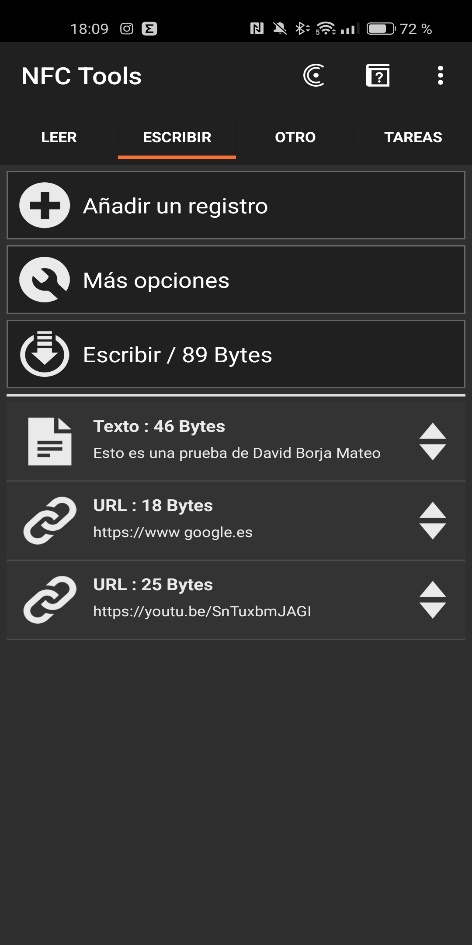 18:09
72 %
NFC Tools
LEER
ESCRIBIR
OTRO
TAREAS
Añadir un registro
Más opciones
Escribir / 89 Bytes
Texto : 46 Bytes
Esto es una prueba de David Borja Mateo
URL : 18 Bytes
https://www google.es
URL : 25 Bytes
https://youtu.be/SnTuxbmJAGI